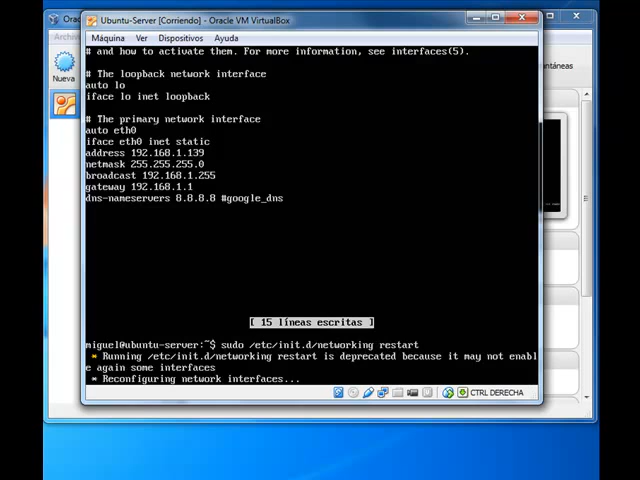 Ubuntu-Server [Corriendo] - Oracle VM VirtualBox
Máquina Ver Dispositivos Ayuda
Nueva
# and how to activate them. For more information, see interfaces(5).
# The loopback network interface
auto lo
iface lo inet loopback
# The primary network interface
auto eth0
iface eth0 inet static
address 192.168.1.139
netmask 255.255.255.0
broadcast 192.168.1.255
gateway 192.168.1.1
dns-nameservers 8.8.8.8 #google_dns
[ 15 líneas escritas ]
miguel@ubuntu-server:~$ sudo /etc/init.d/networking restart
* Running /etc/init.d/networking restart is deprecated because it may not enabl
e again some interfaces
* Reconfiguring network interfaces...
CTRL DERECHA